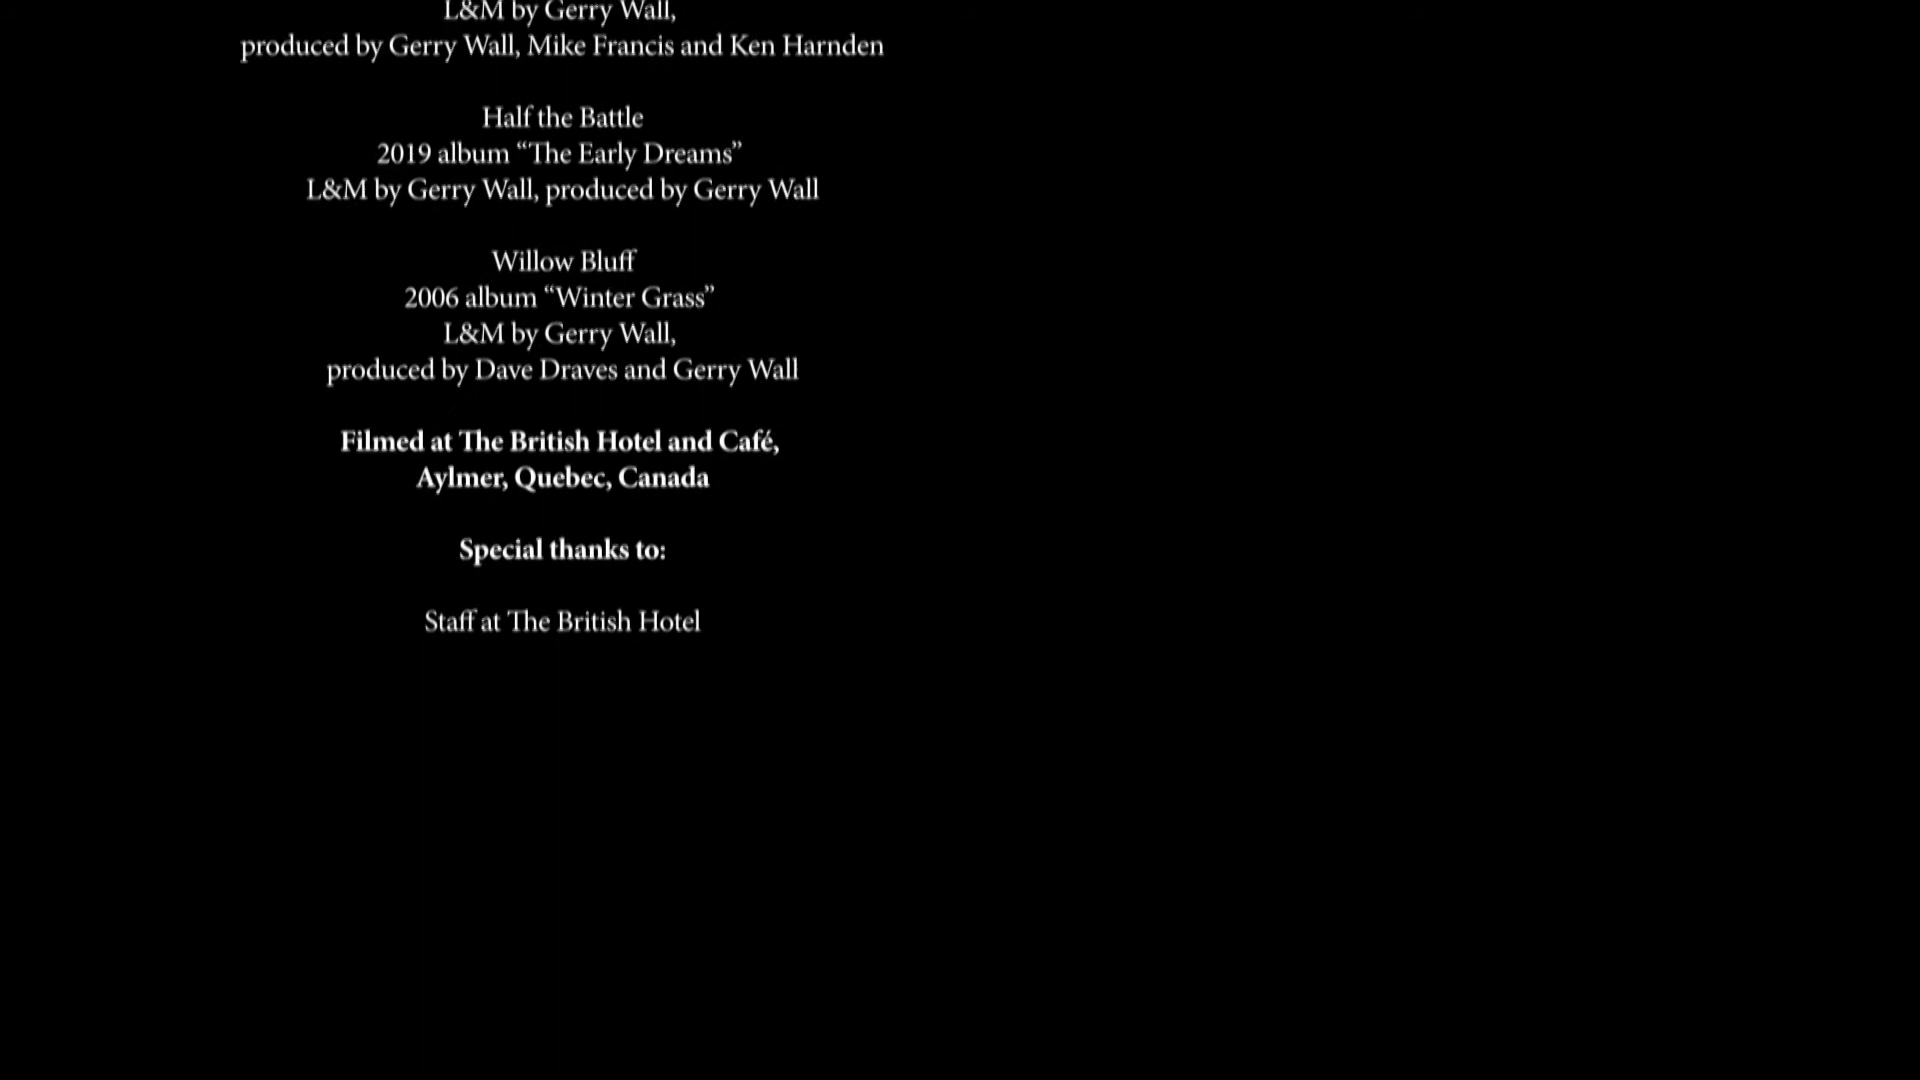 L&M by Gerry Wall,
produced by Gerry Wall, Mike Francis and Ken Harnden
Half the Battle
2019 album “The Early Dreams”
L&M by Gerry Wall, produced by Gerry Wall
Willow Bluff
2006 album “Winter Grass”
L&M by Gerry Wall,
produced by Dave Draves and Gerry Wall
Filmed at The British Hotel and Café,
Aylmer, Quebec, Canada
Special thanks to:
Staff at The British Hotel